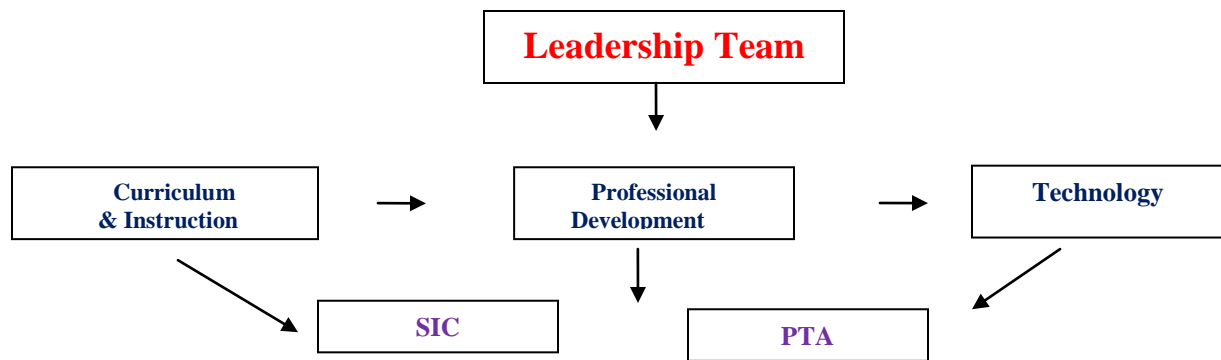 Leadership Team
Curriculum
& Instruction
Professional
Development
Technology
SIC
PTA